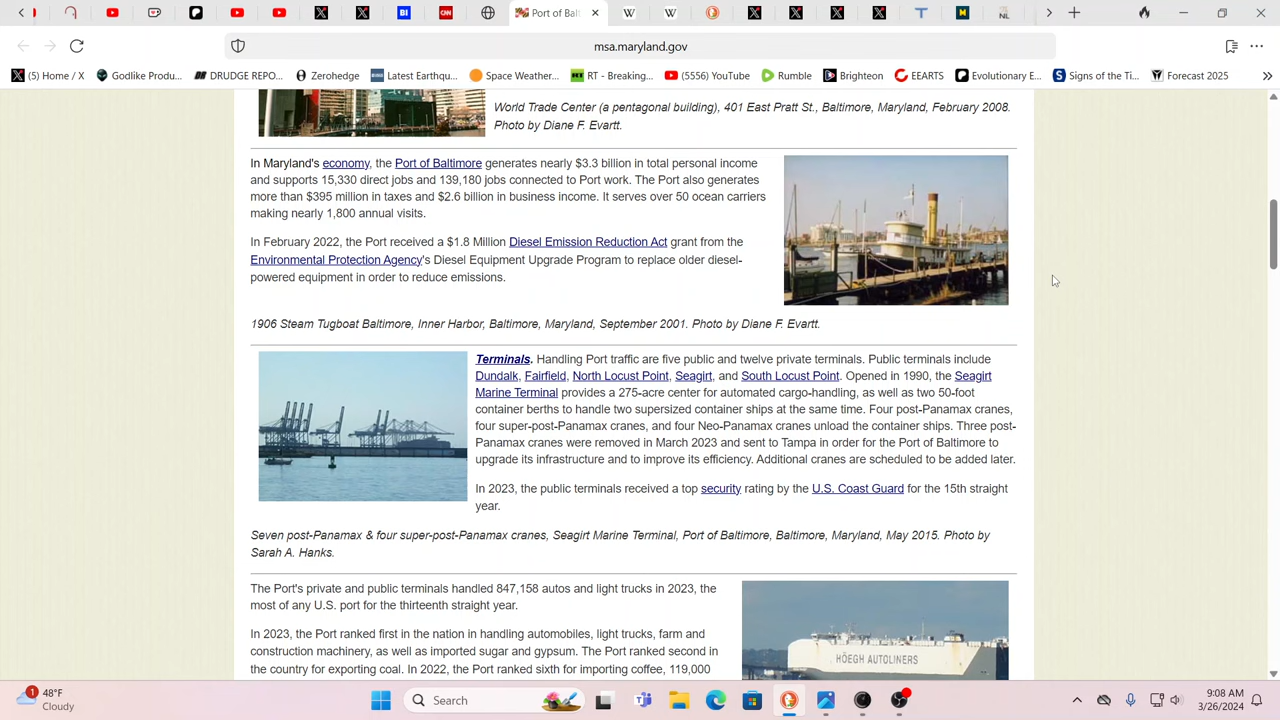 Port of Balt
BI
CNN
W
W
T
M
NL
msa.maryland.gov
(5) Home / X
Godlike Produ...
DRUDGE REPO...
Zerohedge
Latest Earthqu...
Space Weather...
RT - Breaking...
(5556) YouTube
Rumble
Brighteon
EEARTS
Evolutionary E...
Signs of the Ti...
Forecast 2025
World Trade Center (a pentagonal building), 401 East Pratt St., Baltimore, Maryland, February 2008.
Photo by Diane F. Evartt.
In Maryland's economy, the Port of Baltimore generates nearly $3.3 billion in total personal income
and supports 15,330 direct jobs and 139,180 jobs connected to Port work. The Port also generates
more than $395 million in taxes and $2.6 billion in business income. It serves over 50 ocean carriers
making nearly 1,800 annual visits.
In February 2022, the Port received a $1.8 Million Diesel Emission Reduction Act grant from the
Environmental Protection Agency's Diesel Equipment Upgrade Program to replace older diesel-
powered equipment in order to reduce emissions.
1906 Steam Tugboat Baltimore, Inner Harbor, Baltimore, Maryland, September 2001. Photo by Diane F. Evartt.
Terminals. Handling Port traffic are five public and twelve private terminals. Public terminals include
Dundalk, Fairfield, North Locust Point, Seagirt, and South Locust Point. Opened in 1990, the Seagirt
Marine Terminal provides a 275-acre center for automated cargo-handling, as well as two 50-foot
container berths to handle two supersized container ships at the same time. Four post-Panamax cranes,
four super-post-Panamax cranes, and four Neo-Panamax cranes unload the container ships. Three post-
Panamax cranes were removed in March 2023 and sent to Tampa in order for the Port of Baltimore to
upgrade its infrastructure and to improve its efficiency. Additional cranes are scheduled to be added later.
In 2023, the public terminals received a top security rating by the U.S. Coast Guard for the 15th straight
year.
Seven post-Panamax & four super-post-Panamax cranes, Seagirt Marine Terminal, Port of Baltimore, Baltimore, Maryland, May 2015. Photo by
Sarah A. Hanks.
The Port's private and public terminals handled 847,158 autos and light trucks in 2023, the
most of any U.S. port for the thirteenth straight year.
In 2023, the Port ranked first in the nation in handling automobiles, light trucks, farm and
construction machinery, as well as imported sugar and gypsum. The Port ranked second in
the country for exporting coal. In 2022, the Port ranked sixth for importing coffee, 119,000
HÖEGH AUTOLINERS
1
48°F
Cloudy
Search
9:08 AM
3/26/2024